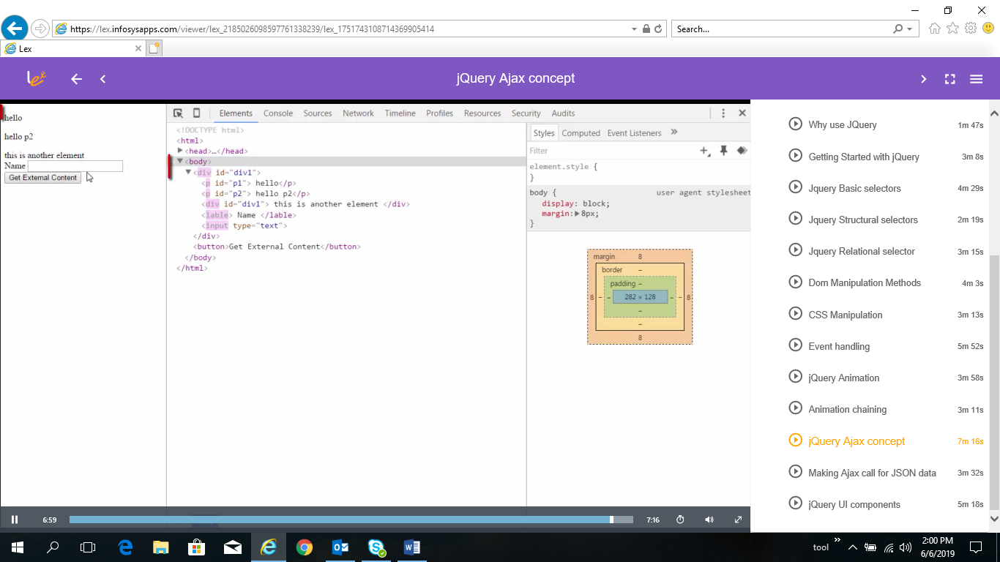 https://lex.infosysapps.com/viewer/lex_2185026098597761338239/lex_1751743108714369905414
Search...
Lex
lex
jQuery Ajax concept
hello
hello p2
this is another element
Name
Get External Content
Elements Console Sources Network Timeline Profiles Resources Security Audits
<!DOCTYPE html>
<html>
<head>…</head>
<body>
<div id="div1">
<p id="p1"> hello</p>
<p id="p2"> hello p2</p>
<div id="div1"> this is another element </div>
<lable> Name </lable>
<input type="text">
</div>
<button>Get External Content</button>
</body>
</html>
Styles Computed Event Listeners »
Filter
element.style {
}
body { user agent stylesheet
display: block;
margin: 8px;
}
margin 8
border –
padding –
8 – – 282 × 128 – – 8
–
–
8
Why use JQuery 1m 47s
Getting Started with jQuery 3m 8s
Jquery Basic selectors 4m 29s
Jquery Structural selectors 2m 19s
Jquery Relational selector 3m 15s
Dom Manipulation Methods 4m 3s
CSS Manipulation 3m 13s
Event handling 5m 52s
jQuery Animation 3m 58s
Animation chaining 3m 11s
jQuery Ajax concept 7m 16s
Making Ajax call for JSON data 3m 32s
jQuery UI components 5m 18s
6:59 7:16
tool »
2:00 PM
6/6/2019